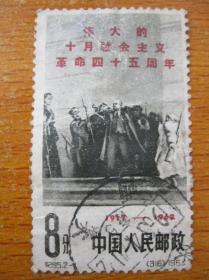 伟大的
十月社会主义
革命四十五周年
1917—1962
8分 中国人民邮政
纪95.2-1 (316) 1962